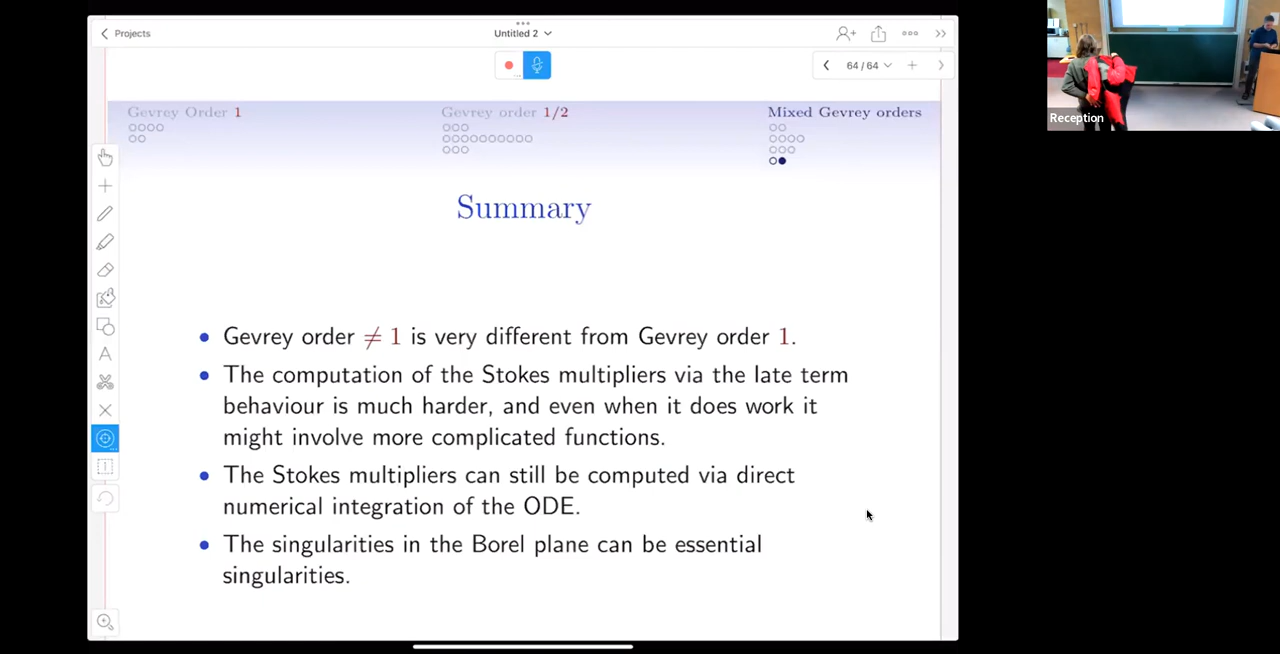 Projects
Untitled 2
64 / 64
Gevrey Order 1
Gevrey order 1/2
Mixed Gevrey orders
Summary
• Gevrey order ≠ 1 is very different from Gevrey order 1.
• The computation of the Stokes multipliers via the late term
behaviour is much harder, and even when it does work it
might involve more complicated functions.
• The Stokes multipliers can still be computed via direct
numerical integration of the ODE.
• The singularities in the Borel plane can be essential
singularities.
Reception